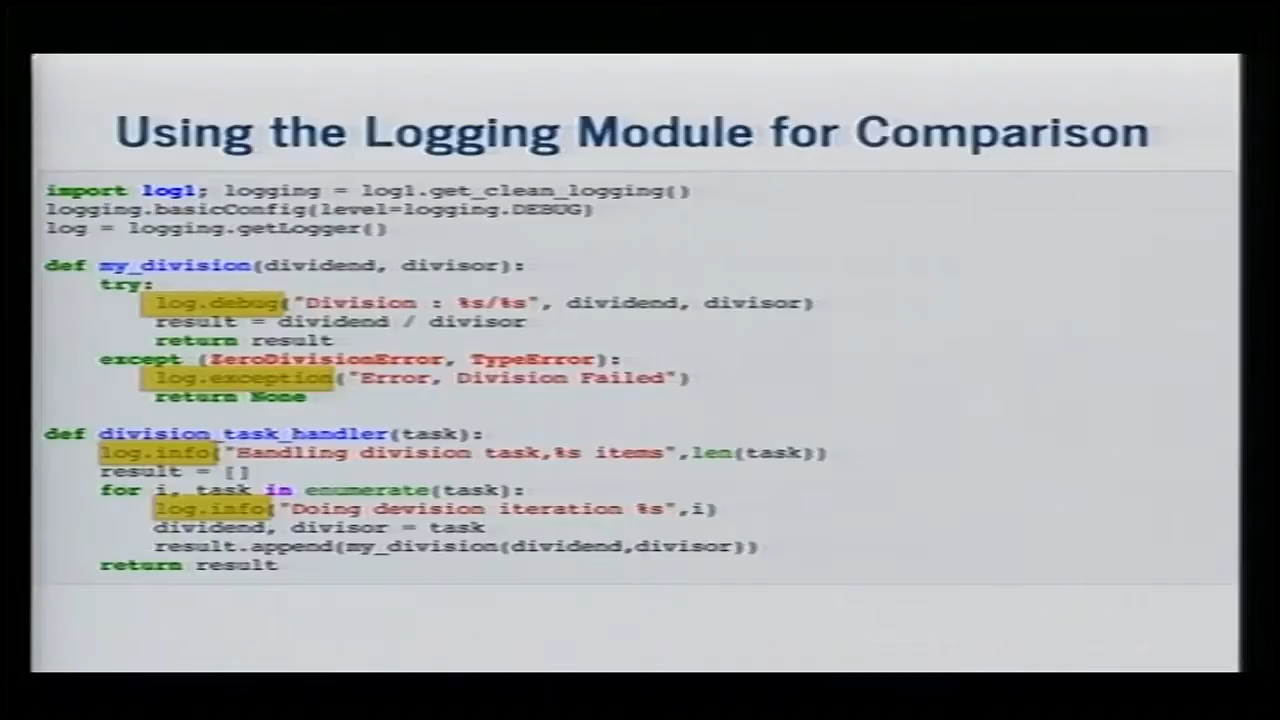 Using the Logging Module for Comparison
import log1; logging = log1.get_clean_logging()
logging.basicConfig(level=logging.DEBUG)
log = logging.getLogger()
def my_division(dividend, divisor):
try:
log.debug("Division : %s/%s", dividend, divisor)
result = dividend / divisor
return result
except (ZeroDivisionError, TypeError):
log.exception("Error, Division Failed")
return None
def division_task_handler(task):
log.info("Handling division task,%s items",len(task))
result = []
for i, task in enumerate(task):
log.info("Doing devision iteration %s",i)
dividend, divisor = task
result.append(my_division(dividend,divisor))
return result